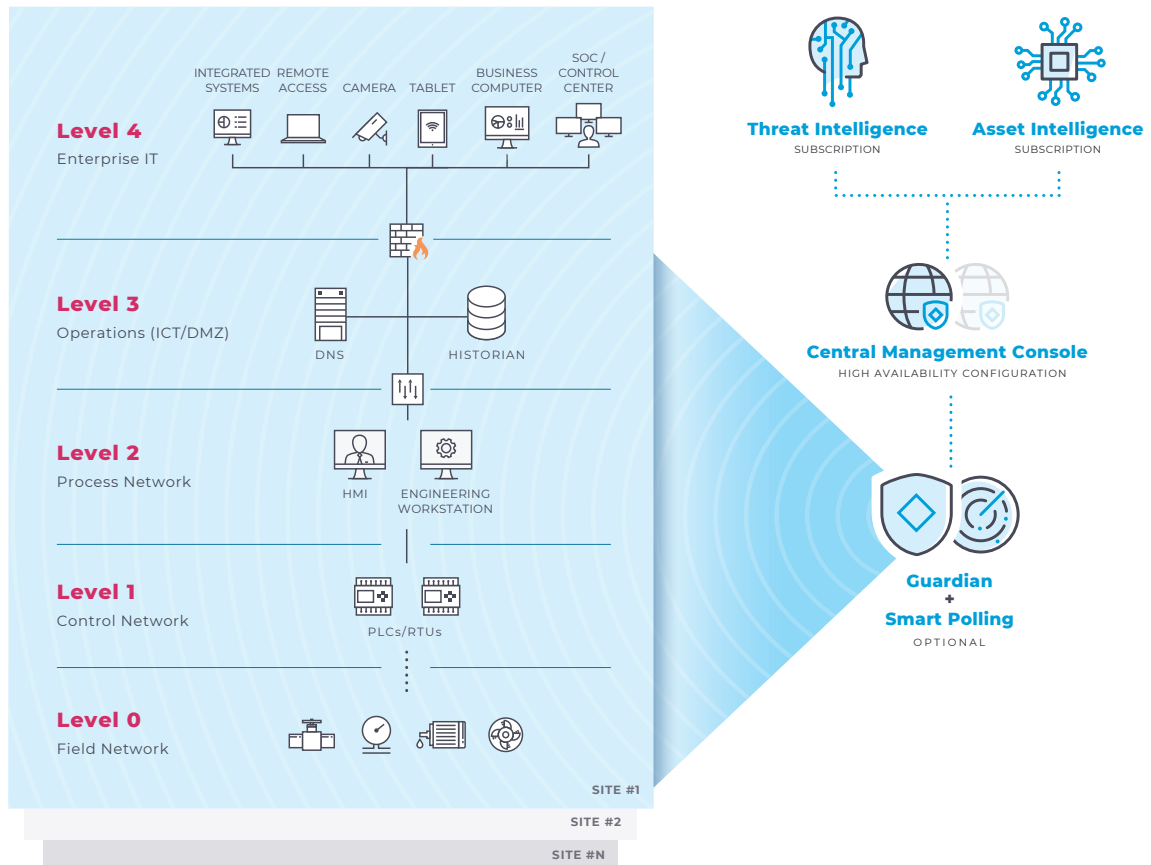 INTEGRATED
SYSTEMS
REMOTE
ACCESS
CAMERA
TABLET
BUSINESS
COMPUTER
SOC /
CONTROL
CENTER
Level 4
Enterprise IT
Level 3
Operations (ICT/DMZ)
DNS
HISTORIAN
Level 2
Process Network
HMI
ENGINEERING
WORKSTATION
Level 1
Control Network
PLCs/RTUs
Level 0
Field Network
SITE #1
SITE #2
SITE #N
Threat Intelligence
SUBSCRIPTION
Asset Intelligence
SUBSCRIPTION
Central Management Console
HIGH AVAILABILITY CONFIGURATION
Guardian
+
Smart Polling
OPTIONAL